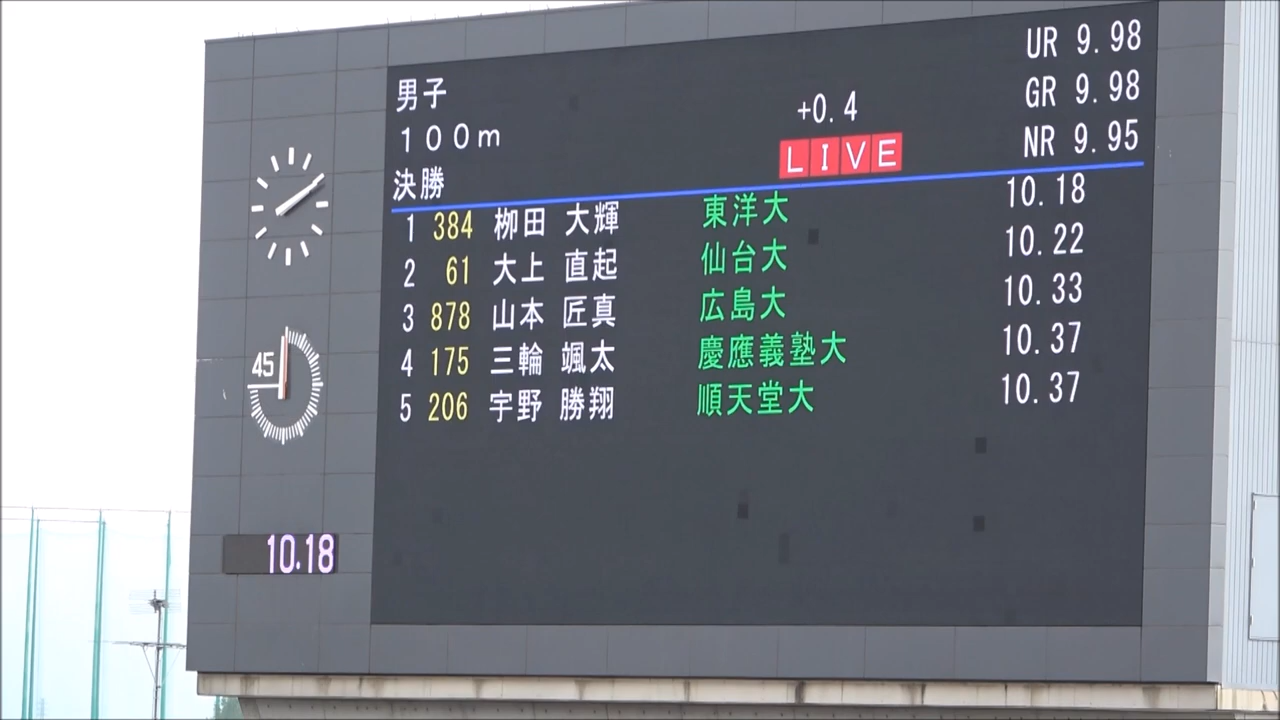 男子
100m
決勝
+0.4
LIVE
UR 9.98
GR 9.98
NR 9.95
1 384 栁田 大輝 東洋大 10.18
2 61 大上 直起 仙台大 10.22
3 878 山本 匠真 広島大 10.33
4 175 三輪 颯太 慶應義塾大 10.37
5 206 宇野 勝翔 順天堂大 10.37
45
10.18